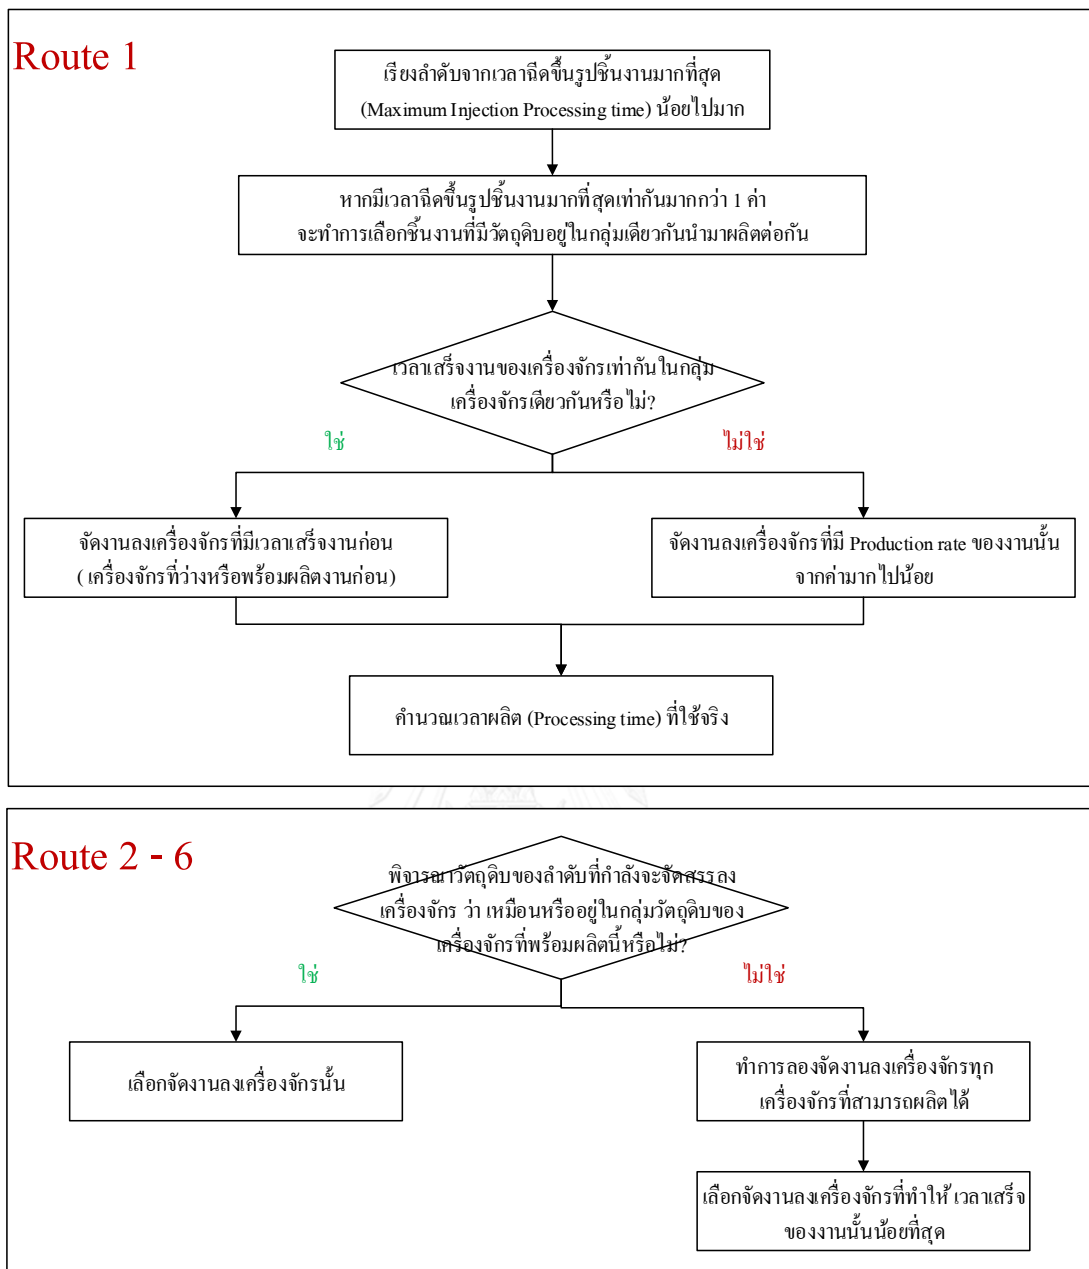 Route 1
เรียงลำดับจากเวลาฉีดขึ้นรูปชิ้นงานมากที่สุด
(Maximum Injection Processing time) น้อยไปมาก
หากมีเวลาฉีดขึ้นรูปชิ้นงานมากที่สุดเท่ากันมากกว่า 1 ค่า
จะทำการเลือกชิ้นงานที่มีวัตถุดิบอยู่ในกลุ่มเดียวกันนำมาผลิตต่อกัน
เวลาเสร็จงานของเครื่องจักรเท่ากันในกลุ่ม
เครื่องจักรเดียวกันหรือไม่?
ใช่
ไม่ใช่
จัดงานลงเครื่องจักรที่มีเวลาเสร็จงานก่อน
( เครื่องจักรที่ว่างหรือพร้อมผลิตงานก่อน)
จัดงานลงเครื่องจักรที่มี Production rate ของงานนั้น
จากค่ามากไปน้อย
คำนวณเวลาผลิต (Processing time) ที่ใช้จริง
Route 2 - 6
พิจารณาวัตถุดิบของลำดับที่กำลังจะจัดสรรลง
เครื่องจักร ว่า เหมือนหรืออยู่ในกลุ่มวัตถุดิบของ
เครื่องจักรที่พร้อมผลิตนี้หรือไม่?
ใช่
ไม่ใช่
เลือกจัดงานลงเครื่องจักรนั้น
ทำการลองจัดงานลงเครื่องจักรทุก
เครื่องจักรที่สามารถผลิตได้
เลือกจัดงานลงเครื่องจักรที่ทำให้ เวลาเสร็จ
ของงานนั้นน้อยที่สุด